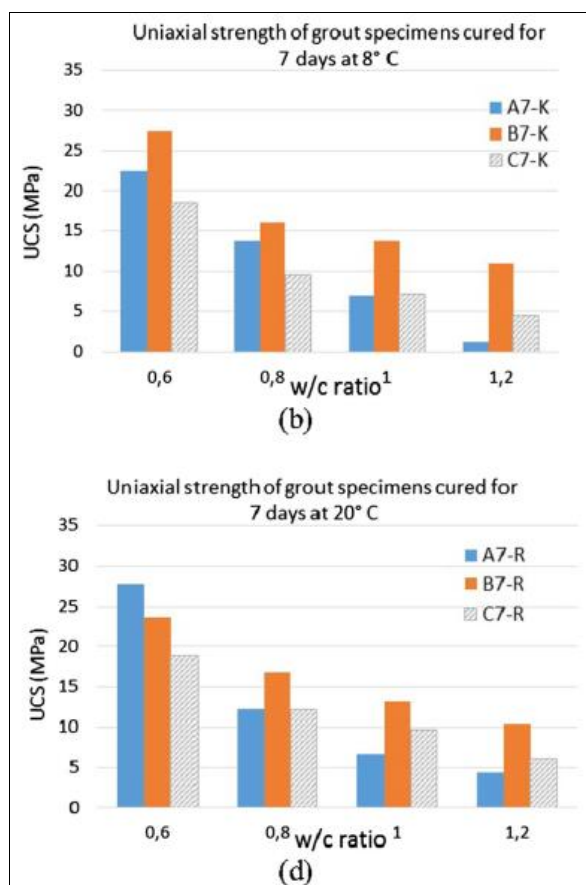 Uniaxial strength of grout specimens cured for
7 days at 8° C
35
30
25
20
15
10
5
0
UCS (MPa)
A7-K
B7-K
C7-K
0,6
0,8
1
1,2
w/c ratio
(b)
Uniaxial strength of grout specimens cured for
7 days at 20° C
35
30
25
20
15
10
5
0
UCS (MPa)
A7-R
B7-R
C7-R
0,6
0,8
1
1,2
w/c ratio
(d)